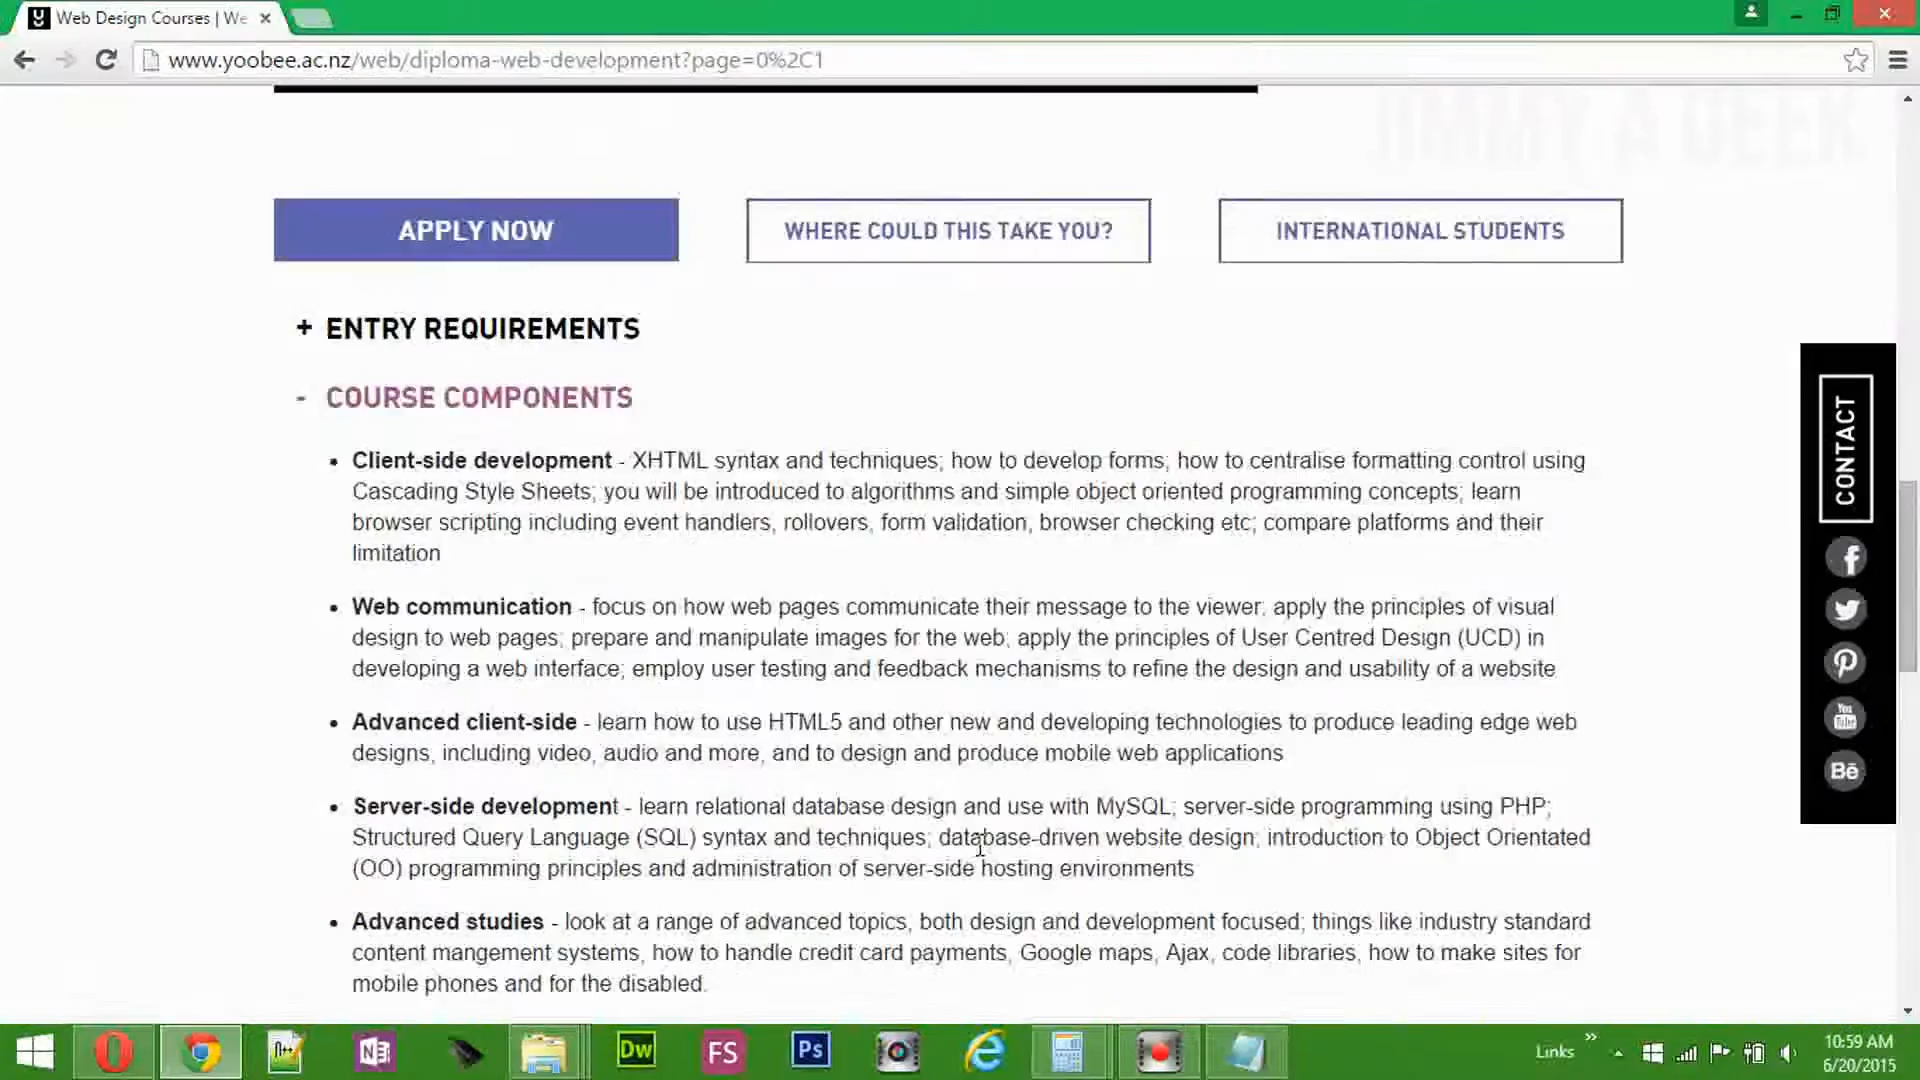 Web Design Courses | We
www.yoobee.ac.nz/web/diploma-web-development?page=0%2C1
JIMMY A GEEK
APPLY NOW
WHERE COULD THIS TAKE YOU?
INTERNATIONAL STUDENTS
+ ENTRY REQUIREMENTS
- COURSE COMPONENTS
• Client-side development - XHTML syntax and techniques; how to develop forms; how to centralise formatting control using
Cascading Style Sheets; you will be introduced to algorithms and simple object oriented programming concepts; learn
browser scripting including event handlers, rollovers, form validation, browser checking etc; compare platforms and their
limitation
• Web communication - focus on how web pages communicate their message to the viewer; apply the principles of visual
design to web pages; prepare and manipulate images for the web; apply the principles of User Centred Design (UCD) in
developing a web interface; employ user testing and feedback mechanisms to refine the design and usability of a website
• Advanced client-side - learn how to use HTML5 and other new and developing technologies to produce leading edge web
designs, including video, audio and more, and to design and produce mobile web applications
• Server-side development - learn relational database design and use with MySQL; server-side programming using PHP;
Structured Query Language (SQL) syntax and techniques; database-driven website design; introduction to Object Orientated
(OO) programming principles and administration of server-side hosting environments
• Advanced studies - look at a range of advanced topics, both design and development focused; things like industry standard
content mangement systems, how to handle credit card payments, Google maps, Ajax, code libraries, how to make sites for
mobile phones and for the disabled.
CONTACT
You
Tube
Bē
N
Dw
FS
Ps
Links
10:59 AM
6/20/2015